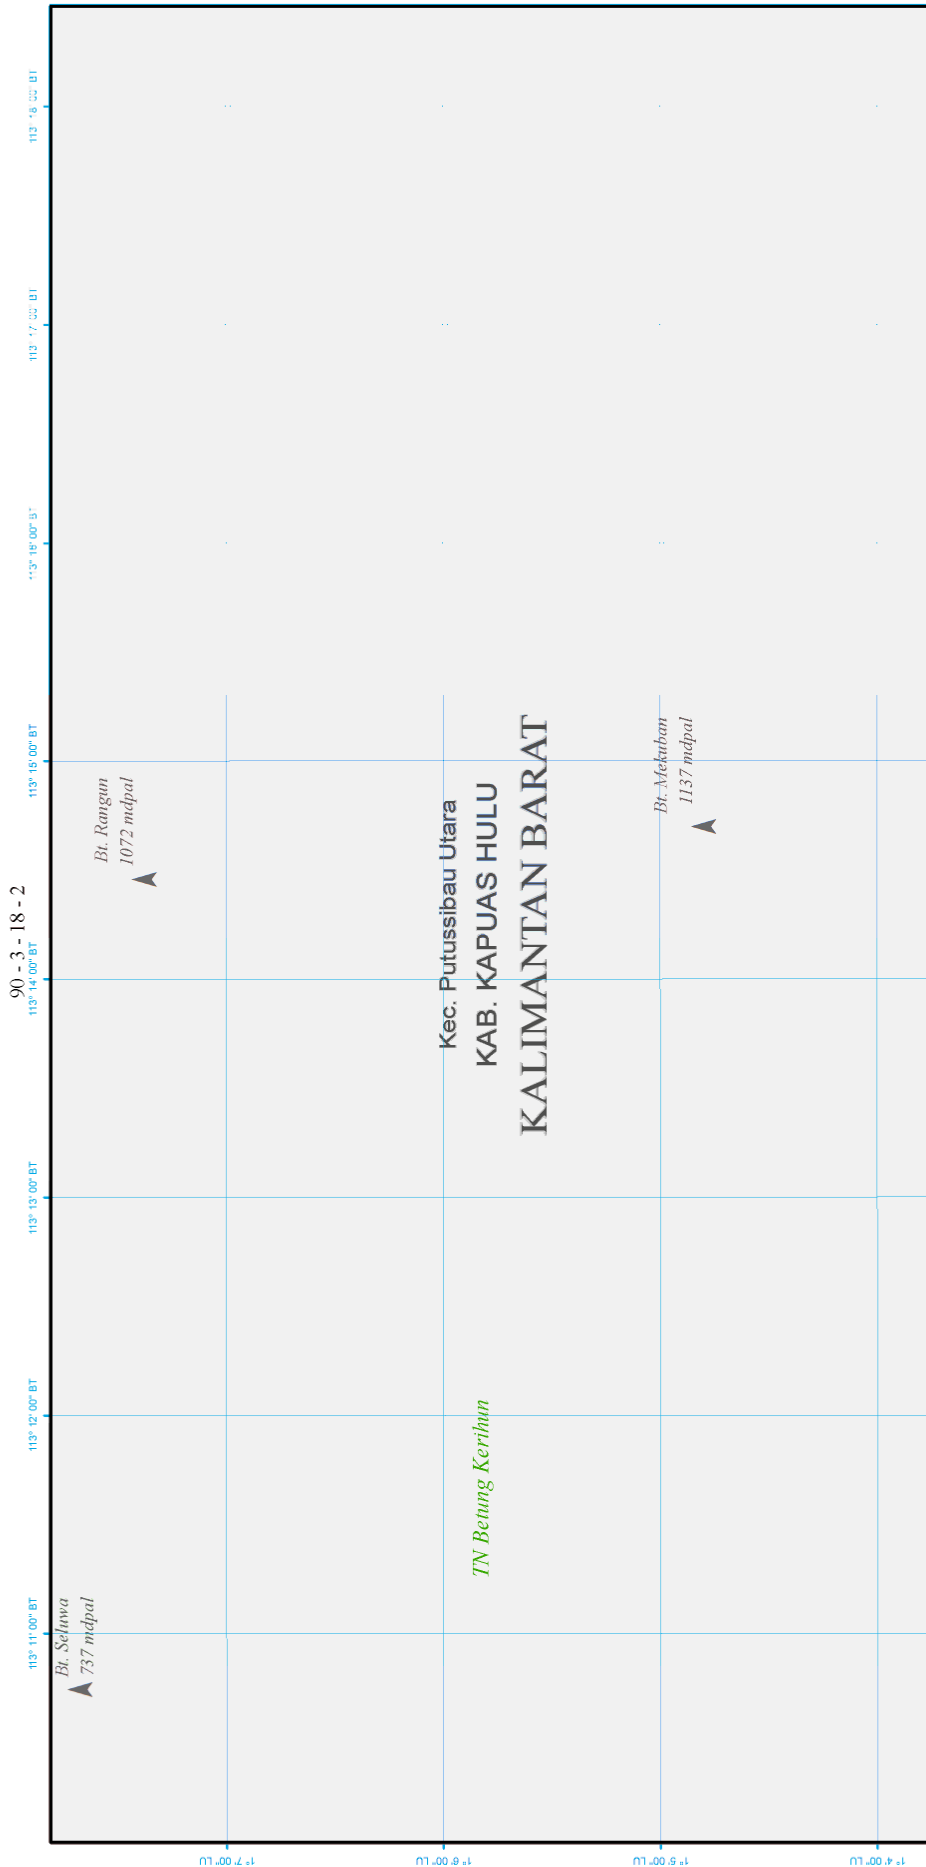 90 - 3 - 18 - 2
113° 11' 00" BT
113° 12' 00" BT
113° 13' 00" BT
113° 14' 00" BT
113° 15' 00" BT
Bt. Seluwa
737 mdpal
Bt. Rangun
1072 mdpal
1° 7' 00" LU
1° 6' 00" LU
Kec. Putussibau Utara
KAB. KAPUAS HULU
KALIMANTAN BARAT
TN Betung Kerihun
1° 5' 00" LU
Bt. Mekuban
1137 mdpal
1° 4' 00" LU